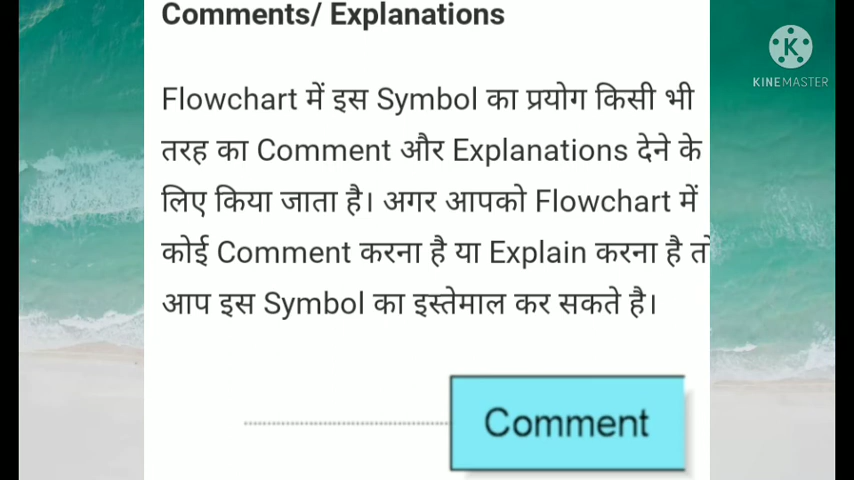 Comments/ Explanations
Flowchart में इस Symbol का प्रयोग किसी भी
तरह का Comment और Explanations देने के
लिए किया जाता है। अगर आपको Flowchart में
कोई Comment करना है या Explain करना है तो
आप इस Symbol का इस्तेमाल कर सकते है।
Comment
K
KINEMASTER